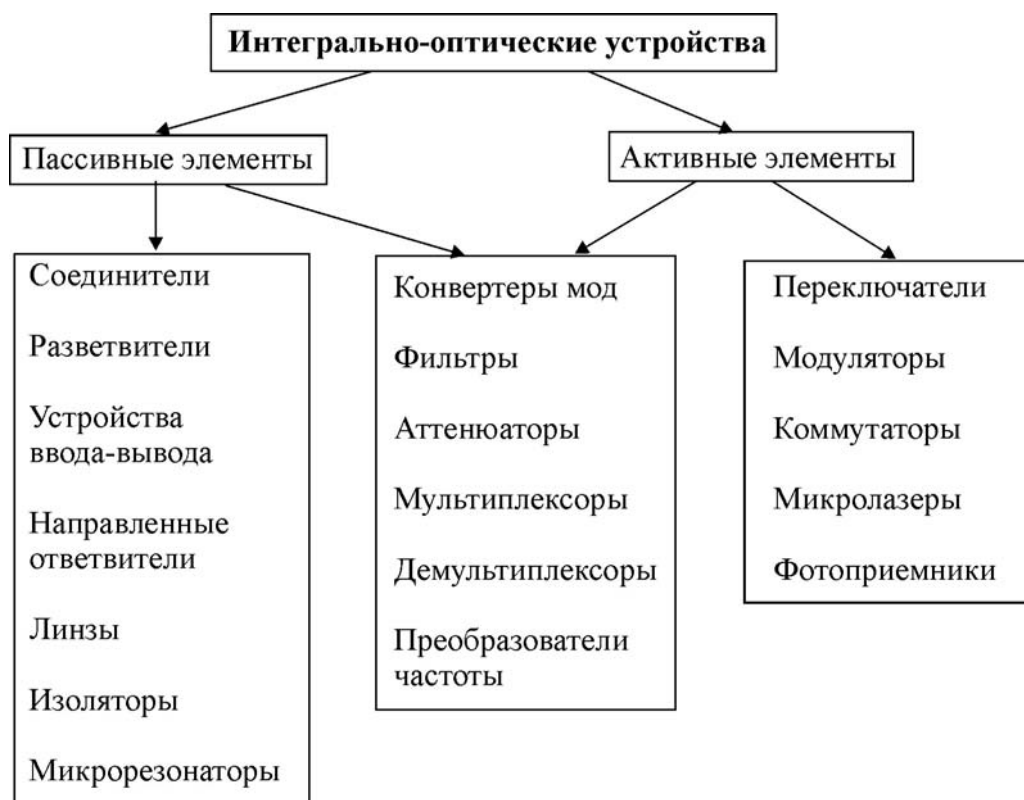 Интегрально-оптические устройства
Пассивные элементы
Активные элементы
Соединители
Разветвители
Устройства
ввода-вывода
Направленные
ответвители
Линзы
Изоляторы
Микрорезонаторы
Конвертеры мод
Фильтры
Аттенюаторы
Мультиплексоры
Демультиплексоры
Преобразователи
частоты
Переключатели
Модуляторы
Коммутаторы
Микролазеры
Фотоприемники